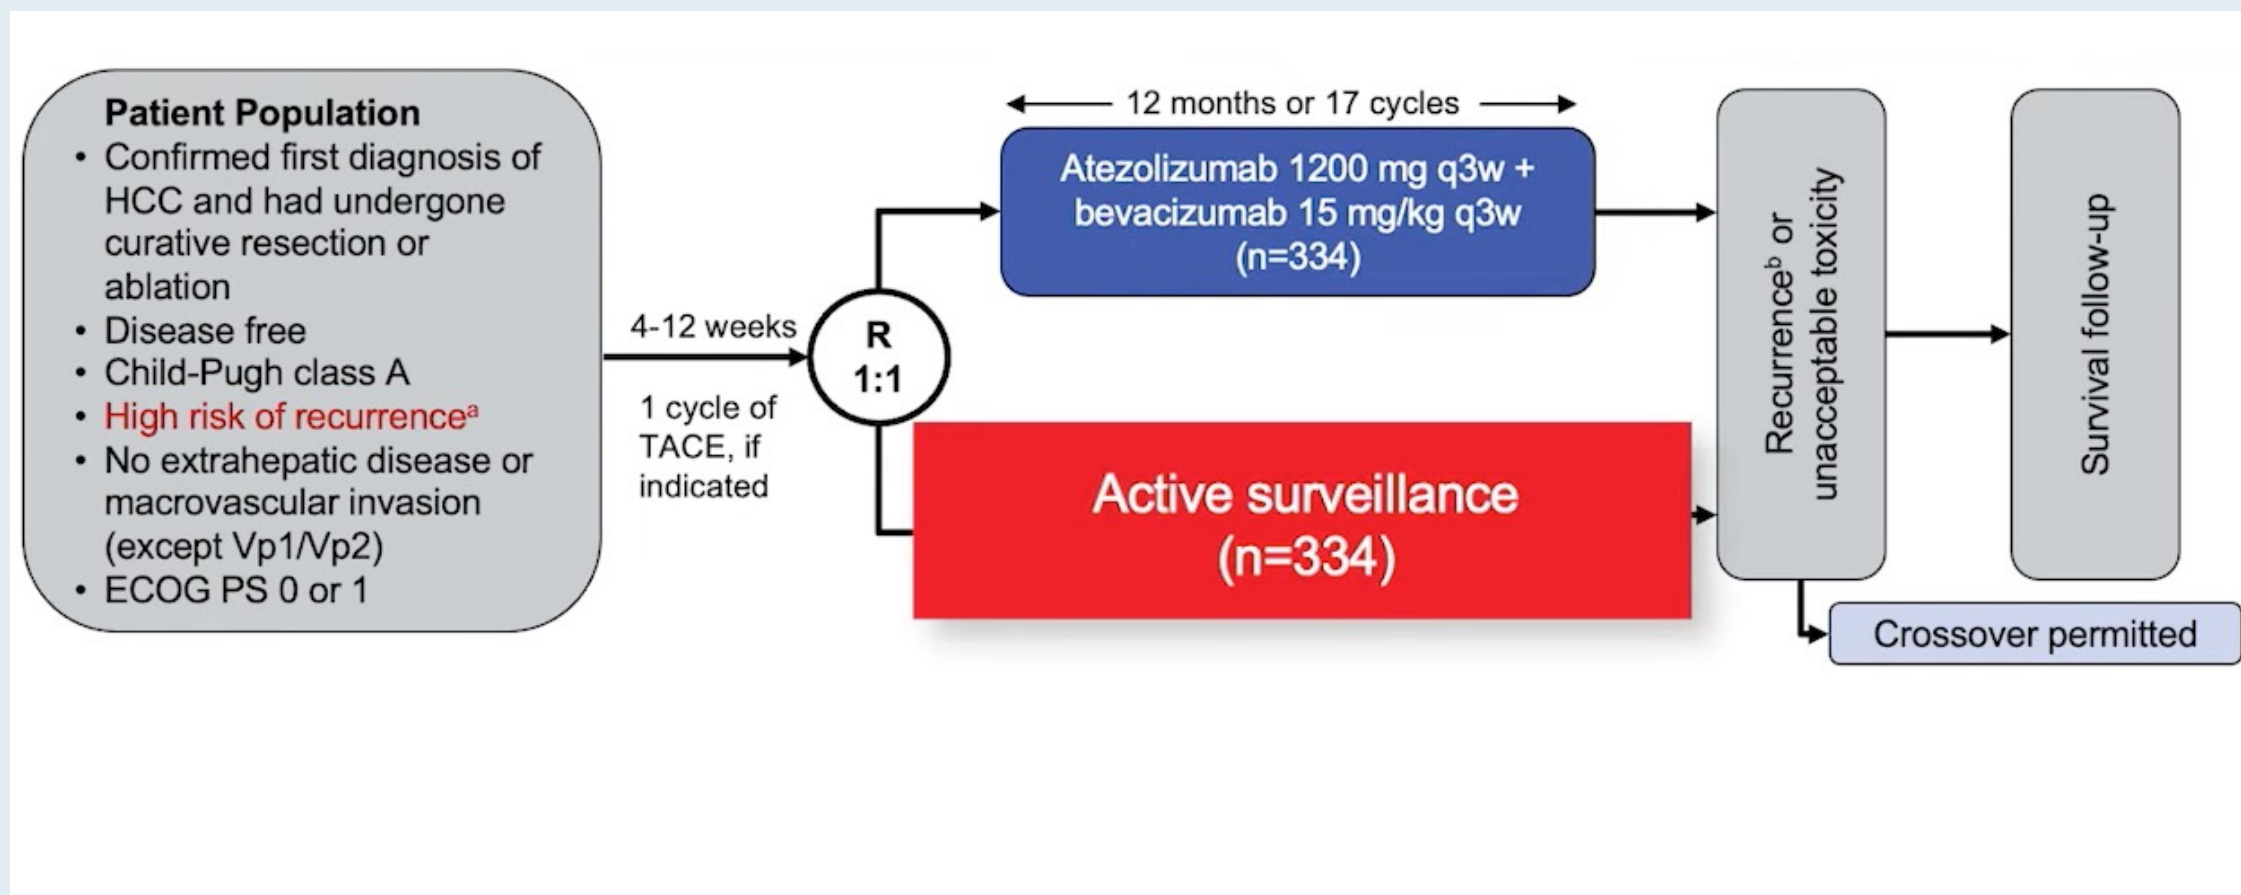 Patient Population
• Confirmed first diagnosis of
HCC and had undergone
curative resection or
ablation
• Disease free
• Child-Pugh class A
• High risk of recurrenceᵃ
• No extrahepatic disease or
macrovascular invasion
(except Vp1/Vp2)
• ECOG PS 0 or 1
4-12 weeks
1 cycle of
TACE, if
indicated
R
1:1
12 months or 17 cycles
Atezolizumab 1200 mg q3w +
bevacizumab 15 mg/kg q3w
(n=334)
Active surveillance
(n=334)
Recurrenceᵇ or
unacceptable toxicity
Survival follow-up
Crossover permitted